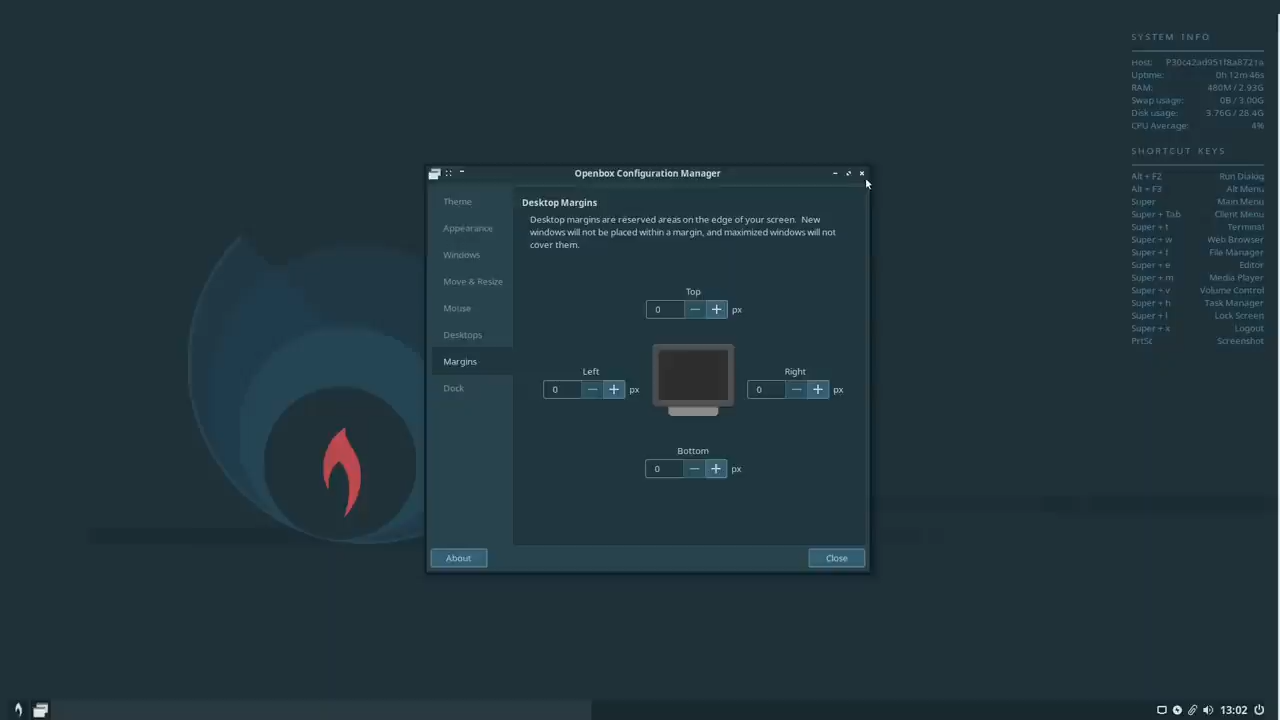 SYSTEM INFO
Host:
Uptime: 0h 12m 46s
RAM: 480M / 2.93G
Swap usage: 0B / 3.00G
Disk usage: 3.76G / 28.4G
CPU Average: 4%
SHORTCUT KEYS
Alt + F2 Run Dialog
Alt + F3 Alt Menu
Super Main Menu
Super + Tab Client Menu
Super + t Terminal
Super + w Web Browser
Super + f File Manager
Super + e Editor
Super + m Media Player
Super + v Volume Control
Super + h Task Manager
Super + l Lock Screen
Super + x Logout
PrtSc Screenshot
Openbox Configuration Manager
Theme
Appearance
Windows
Move & Resize
Mouse
Desktops
Margins
Dock
Desktop Margins
Desktop margins are reserved areas on the edge of your screen. New
windows will not be placed within a margin, and maximized windows will not
cover them.
Top
0 px
Left
0 px
Right
0 px
Bottom
0 px
About
Close
13:02